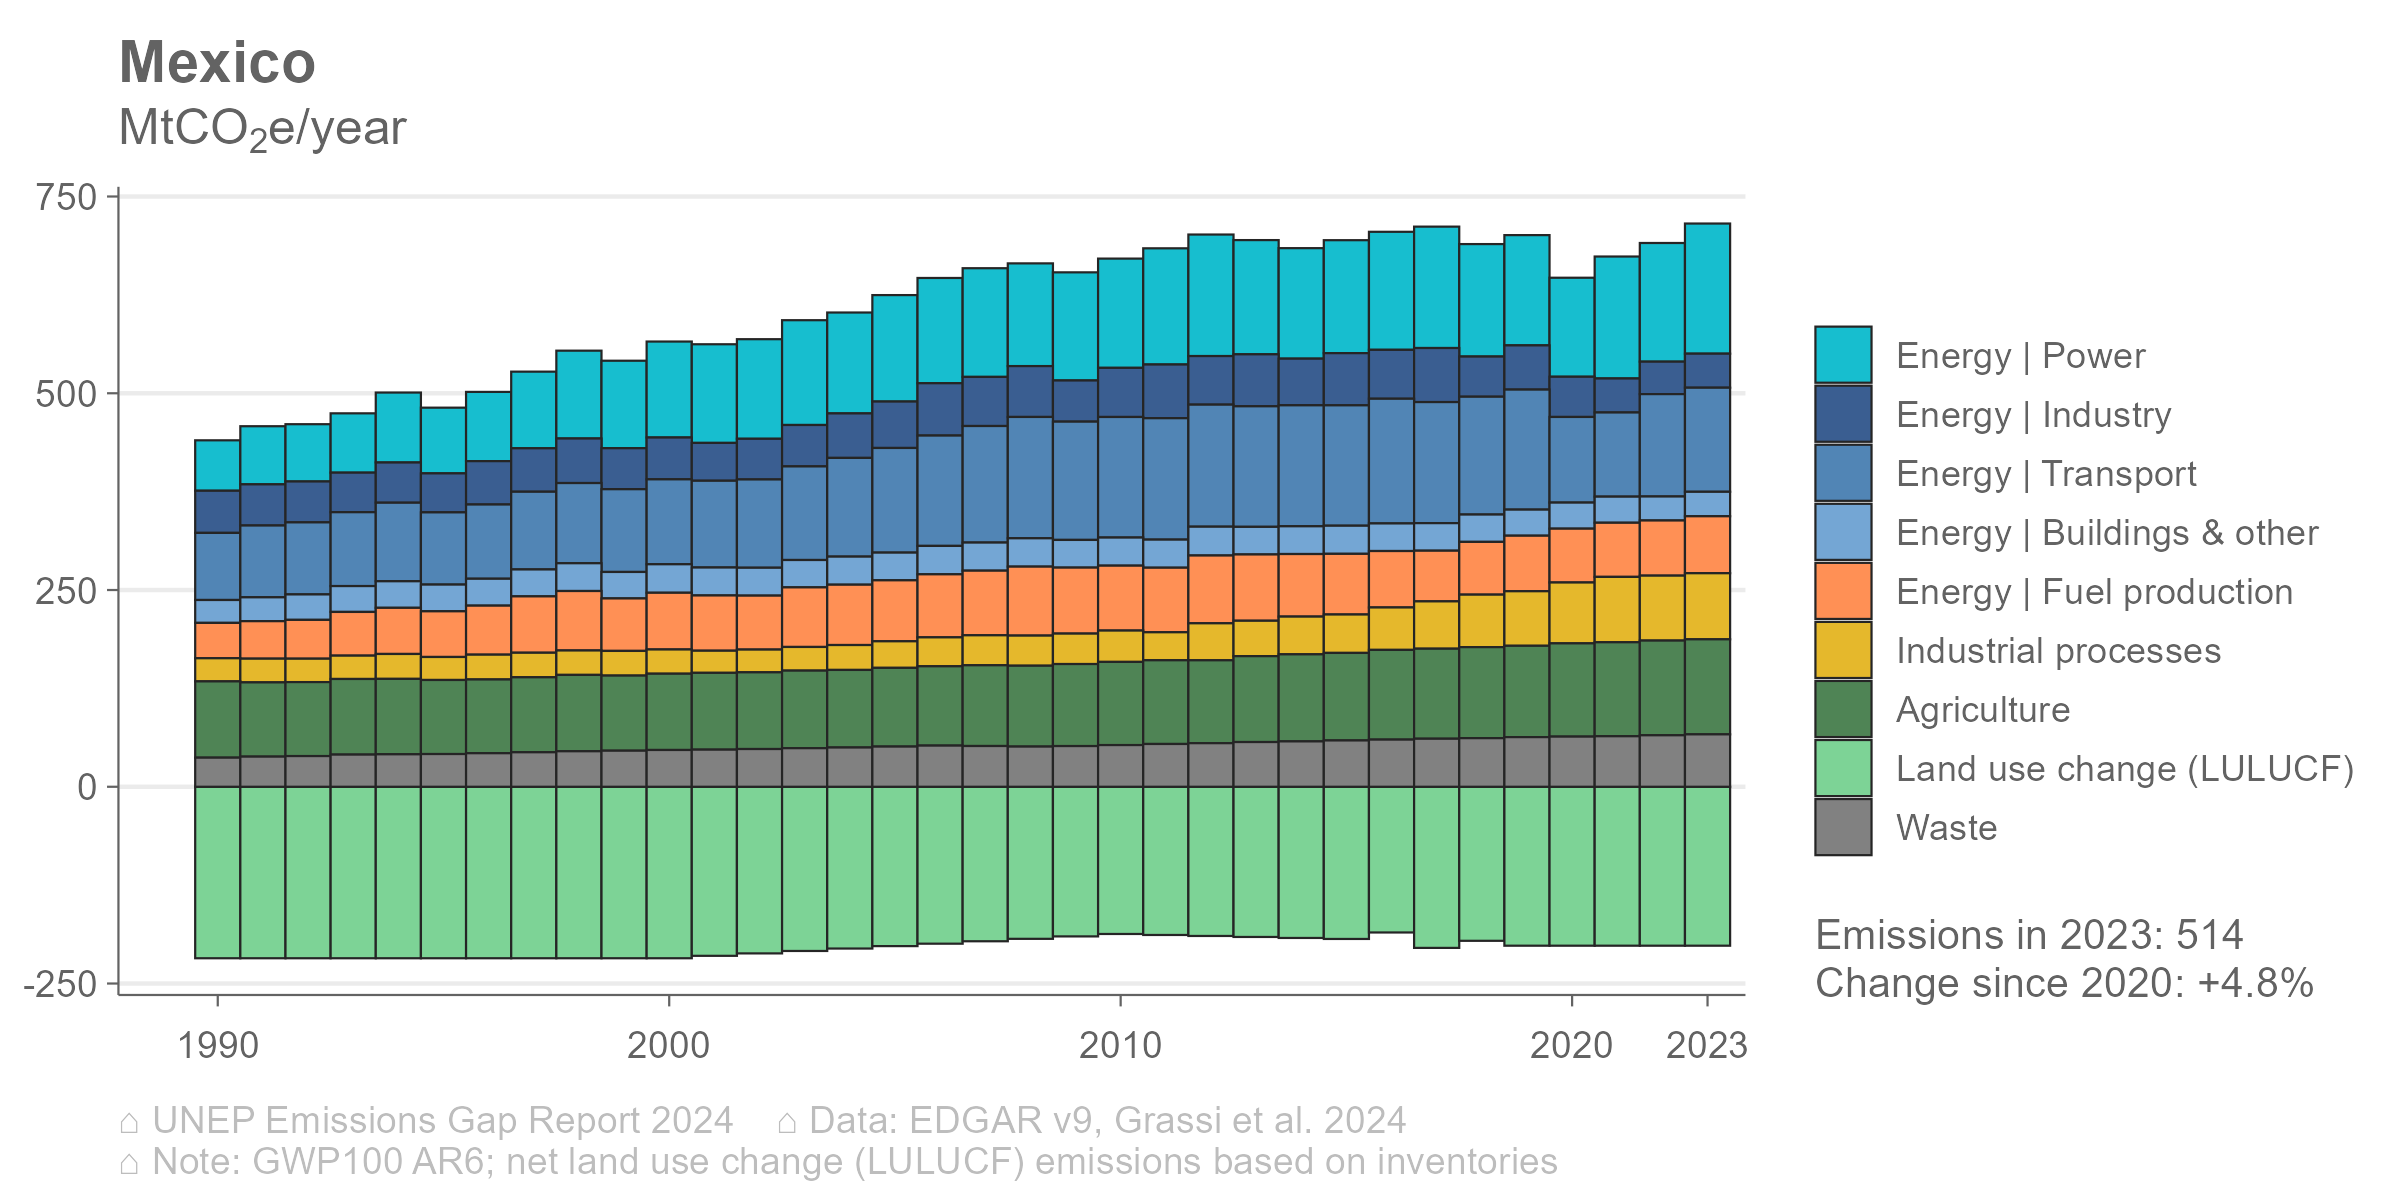 Mexico
MtCO₂e/year
750
500
250
0
-250
1990 2000 2010 2020 2023
Energy | Power
Energy | Industry
Energy | Transport
Energy | Buildings & other
Energy | Fuel production
Industrial processes
Agriculture
Land use change (LULUCF)
Waste
Emissions in 2023: 514
Change since 2020: +4.8%
⌂ UNEP Emissions Gap Report 2024 ⌂ Data: EDGAR v9, Grassi et al. 2024
⌂ Note: GWP100 AR6; net land use change (LULUCF) emissions based on inventories